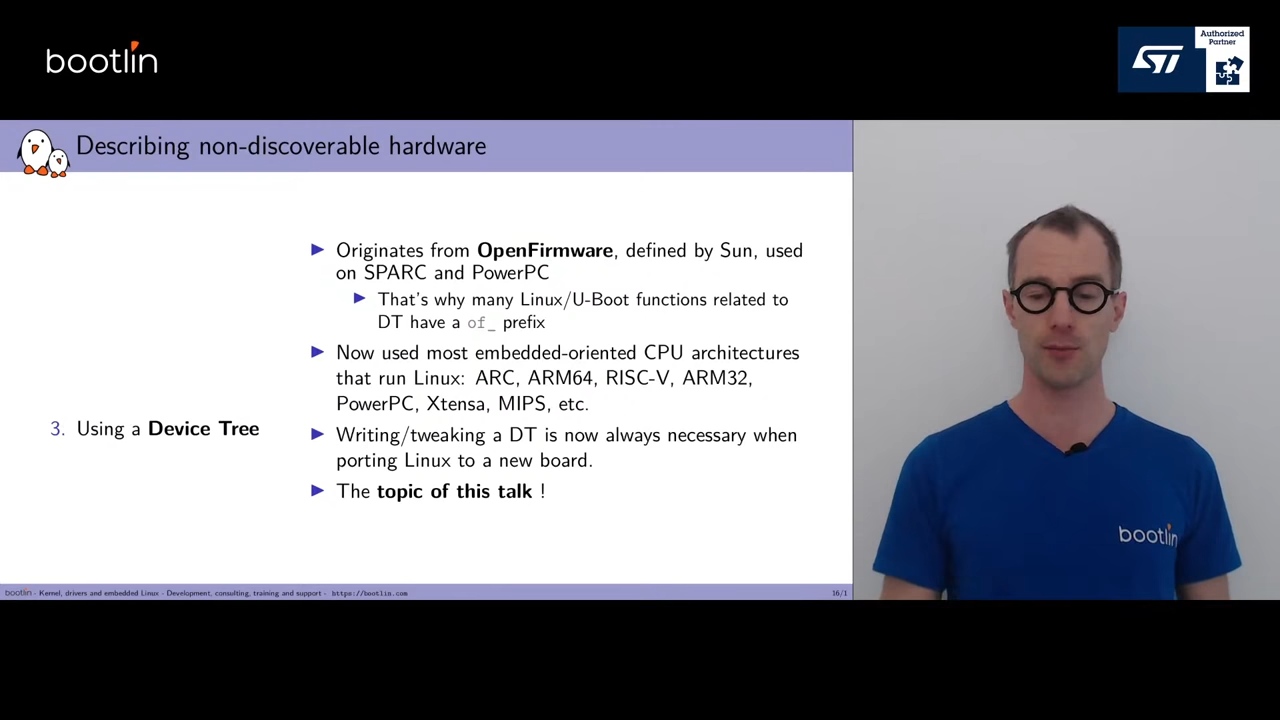 bootlin
ST
Authorized
Partner
Describing non-discoverable hardware
3. Using a Device Tree
Originates from OpenFirmware, defined by Sun, used
on SPARC and PowerPC
That's why many Linux/U-Boot functions related to
DT have a of_ prefix
Now used most embedded-oriented CPU architectures
that run Linux: ARC, ARM64, RISC-V, ARM32,
PowerPC, Xtensa, MIPS, etc.
Writing/tweaking a DT is now always necessary when
porting Linux to a new board.
The topic of this talk !
bootlin
bootlin - Kernel, drivers and embedded Linux - Development, consulting, training and support - https://bootlin.com
16/1